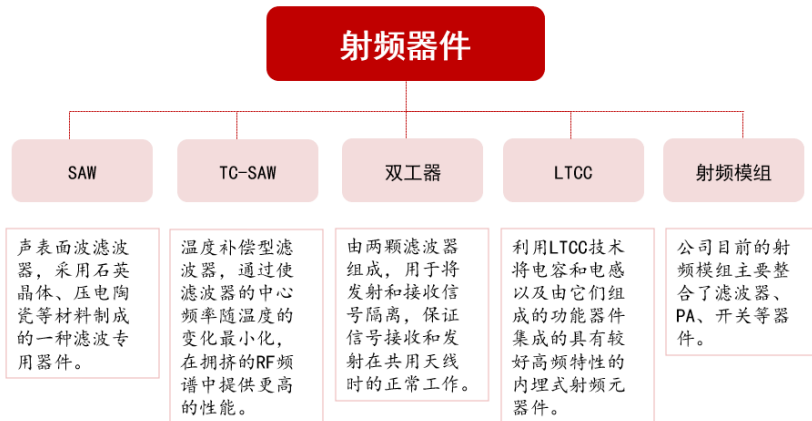 射频器件
SAW
TC-SAW
双工器
LTCC
射频模组
声表面波滤波
器，采用石英
晶体、压电陶
瓷等材料制成
的一种滤波专
用器件。
温度补偿型滤
波器，通过使
滤波器的中心
频率随温度的
变化最小化，
在拥挤的RF频
谱中提供更高
的性能。
由两颗滤波器
组成，用于将
发射和接收信
号隔离，保证
信号接收和发
射在共用天线
时的正常工作。
利用LTCC技术
将电容和电感
以及由它们组
成的功能器件
集成的具有较
好高频特性的
内埋式射频元
器件。
公司目前的射
频模组主要整
合了滤波器、
PA、开关等器
件。